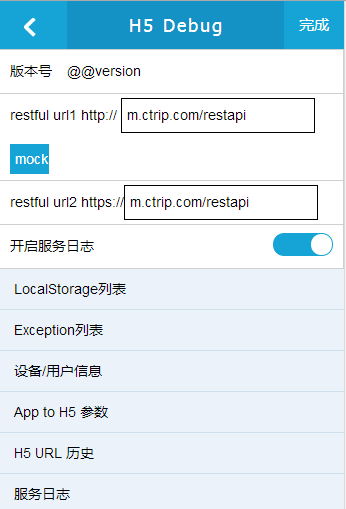 H5 Debug 完成
版本号 @@version
restful url1 http:// m.ctrip.com/restapi
mock
restful url2 https:// m.ctrip.com/restapi
开启服务日志
LocalStorage列表
Exception列表
设备/用户信息
App to H5 参数
H5 URL 历史
服务日志